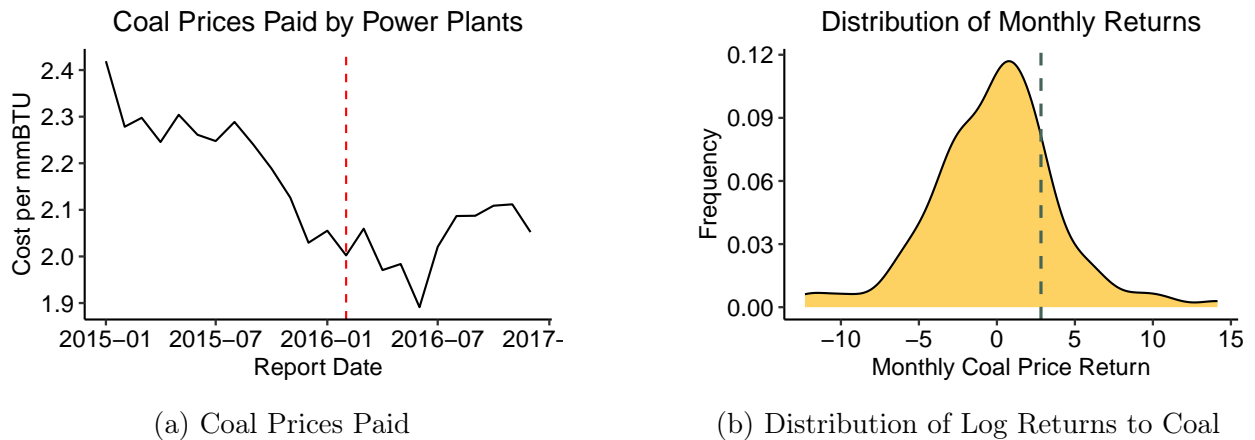 Coal Prices Paid by Power Plants
Cost per mmBTU
2.4
2.3
2.2
2.1
2.0
1.9
2015−01 2015−07 2016−01 2016−07 2017−
Report Date
(a) Coal Prices Paid
Distribution of Monthly Returns
Frequency
0.12
0.09
0.06
0.03
0.00
−10 −5 0 5 10 15
Monthly Coal Price Return
(b) Distribution of Log Returns to Coal